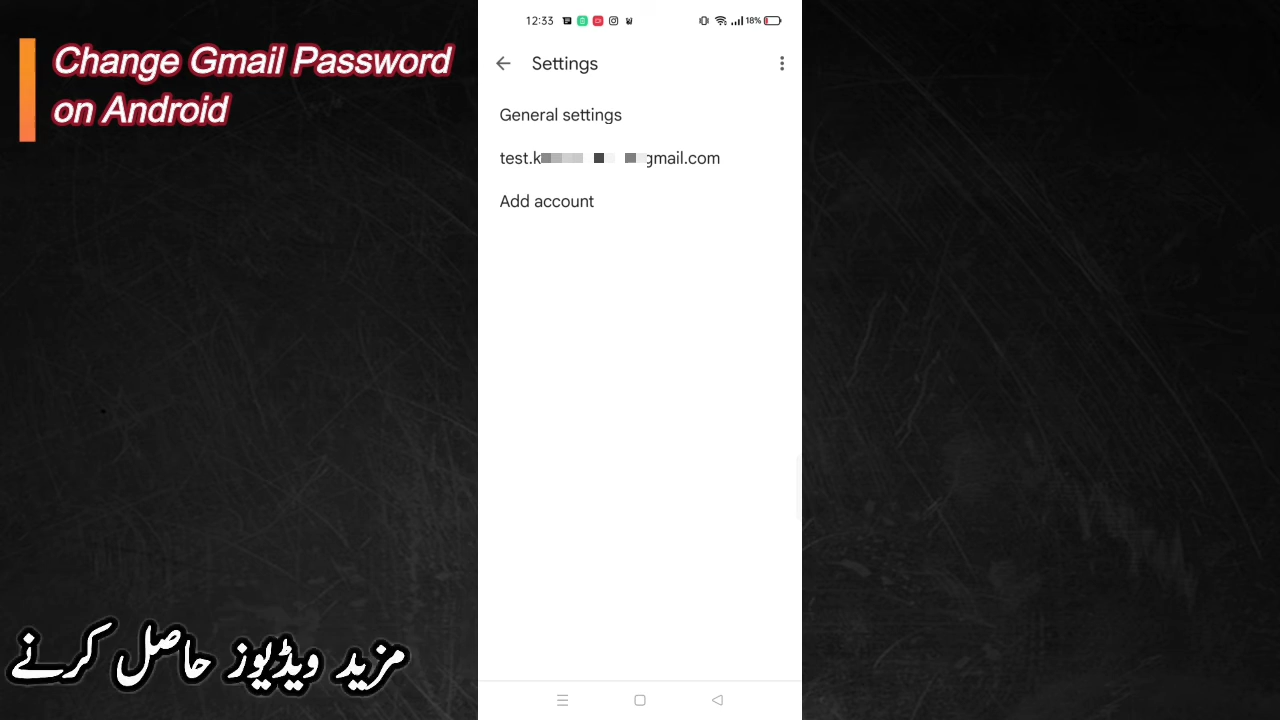 Change Gmail Password
on Android
12:33
18%
Settings
General settings
test.k gmail.com
Add account
مزید ویڈیوز حاصل کرنے